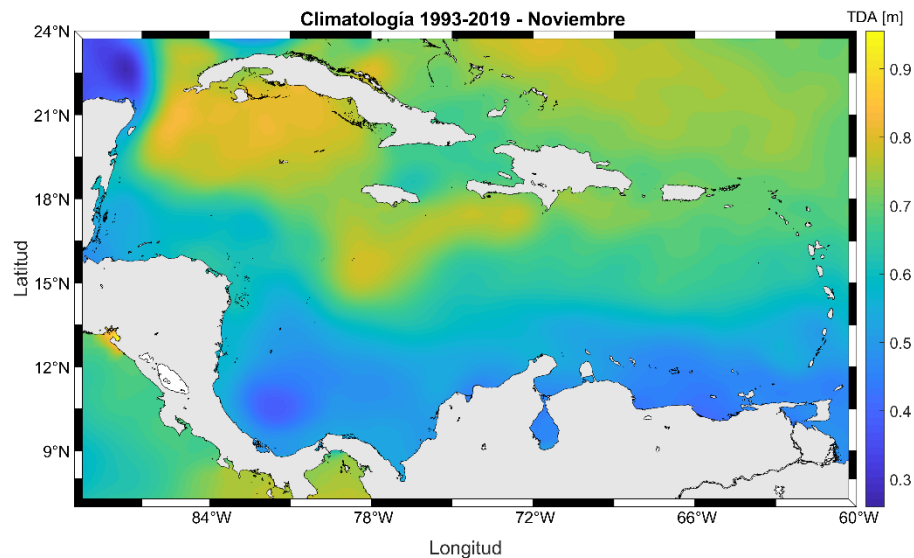 Climatología 1993-2019 - Noviembre
TDA [m]
24°N
21°N
18°N
15°N
12°N
9°N
Latitud
84°W 78°W 72°W 66°W 60°W
Longitud
0.9
0.8
0.7
0.6
0.5
0.4
0.3